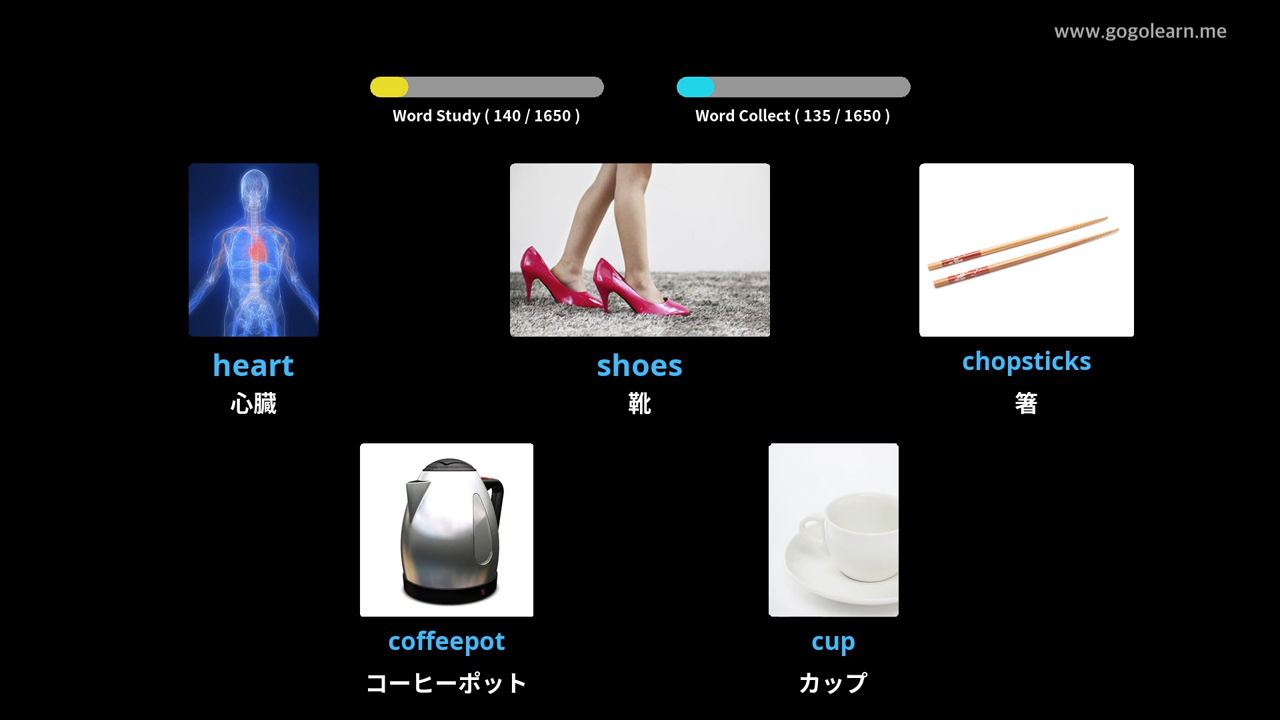 www.gogolearn.me
Word Study ( 140 / 1650 )
Word Collect ( 135 / 1650 )
heart
心臓
shoes
靴
chopsticks
箸
coffeepot
コーヒーポット
cup
カップ